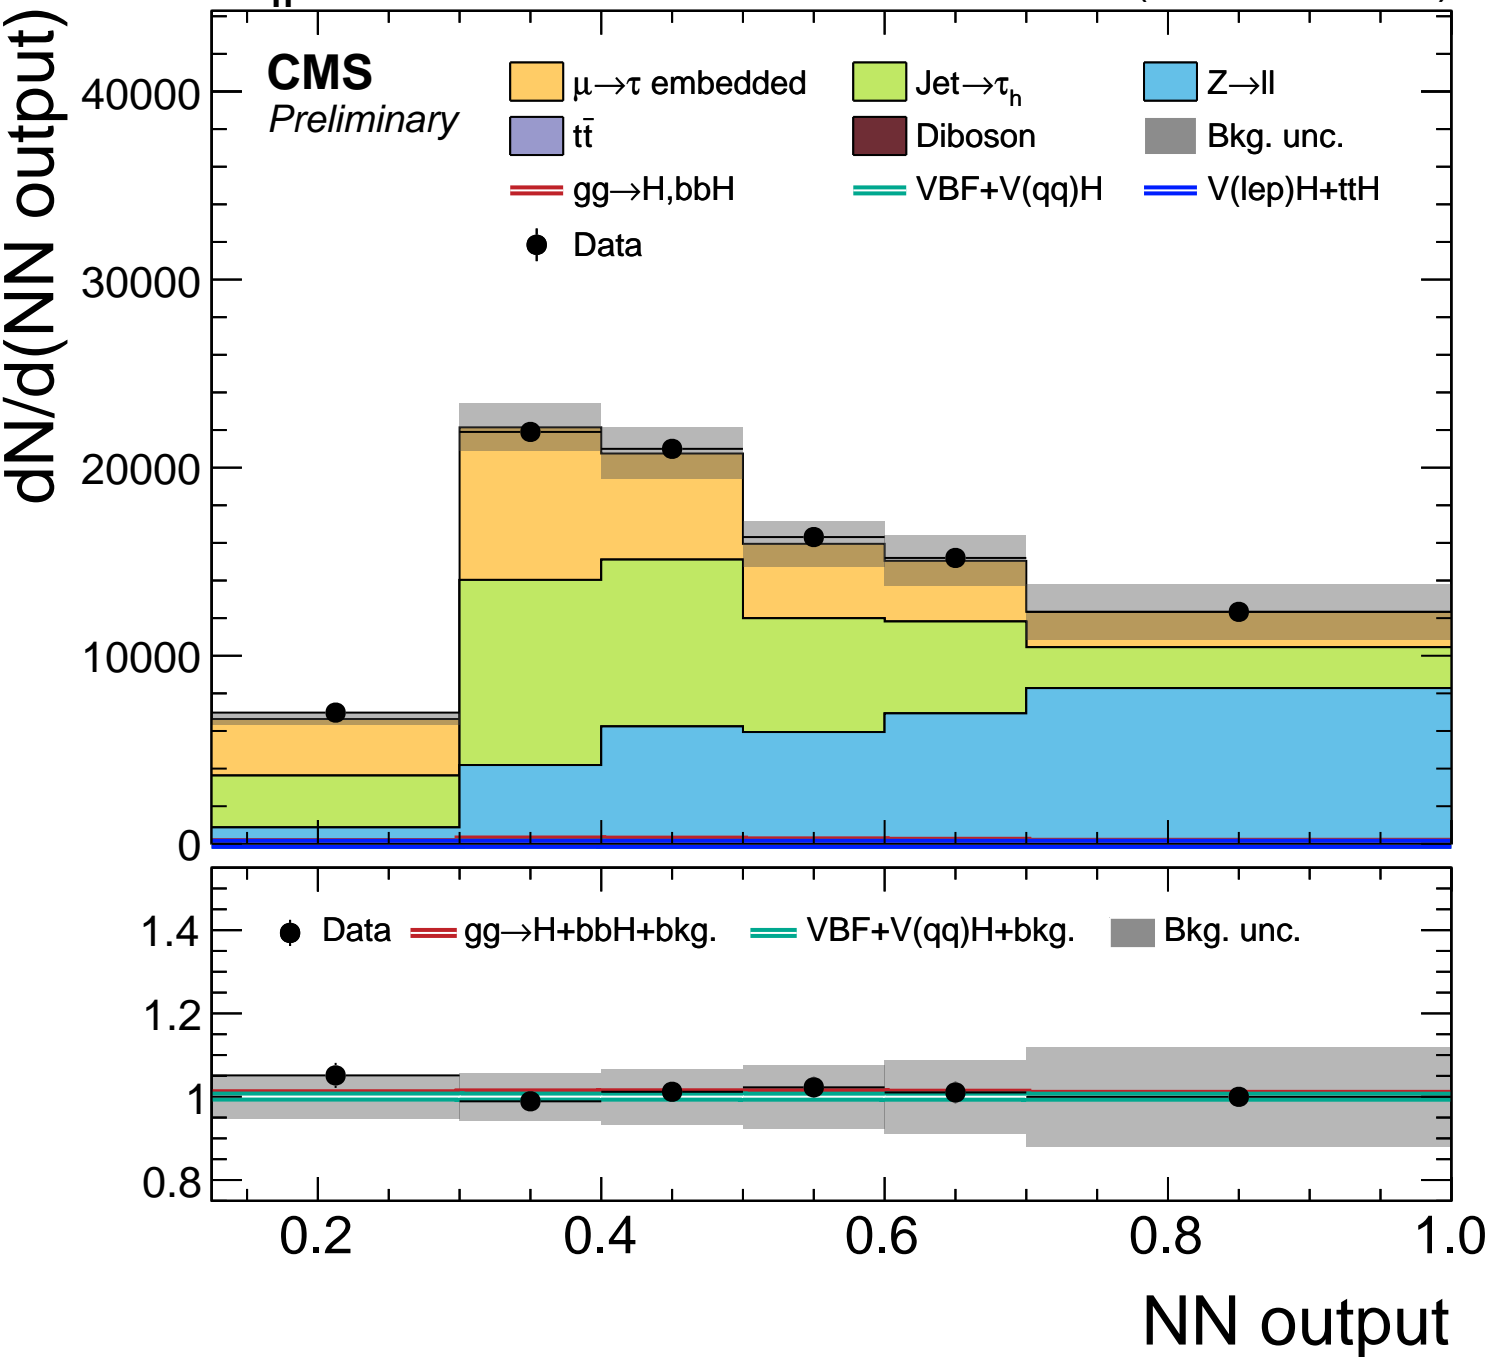 CMS
Preliminary
μ→τ embedded
Jet→τh
Z→ll
tt̄
Diboson
Bkg. unc.
gg→H,bbH
VBF+V(qq)H
V(lep)H+ttH
Data
dN/d(NN output)
40000
30000
20000
10000
0
Data
gg→H+bbH+bkg.
VBF+V(qq)H+bkg.
Bkg. unc.
1.4
1.2
1
0.8
0.2 0.4 0.6 0.8 1.0
NN output